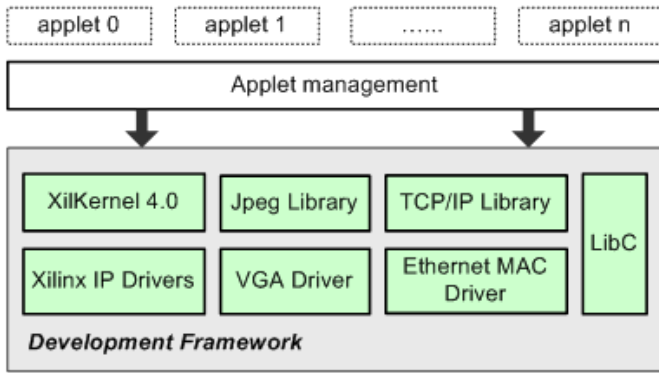 applet 0
applet 1
......
applet n
Applet management
XilKernel 4.0
Jpeg Library
TCP/IP Library
LibC
Xilinx IP Drivers
VGA Driver
Ethernet MAC
Driver
Development Framework